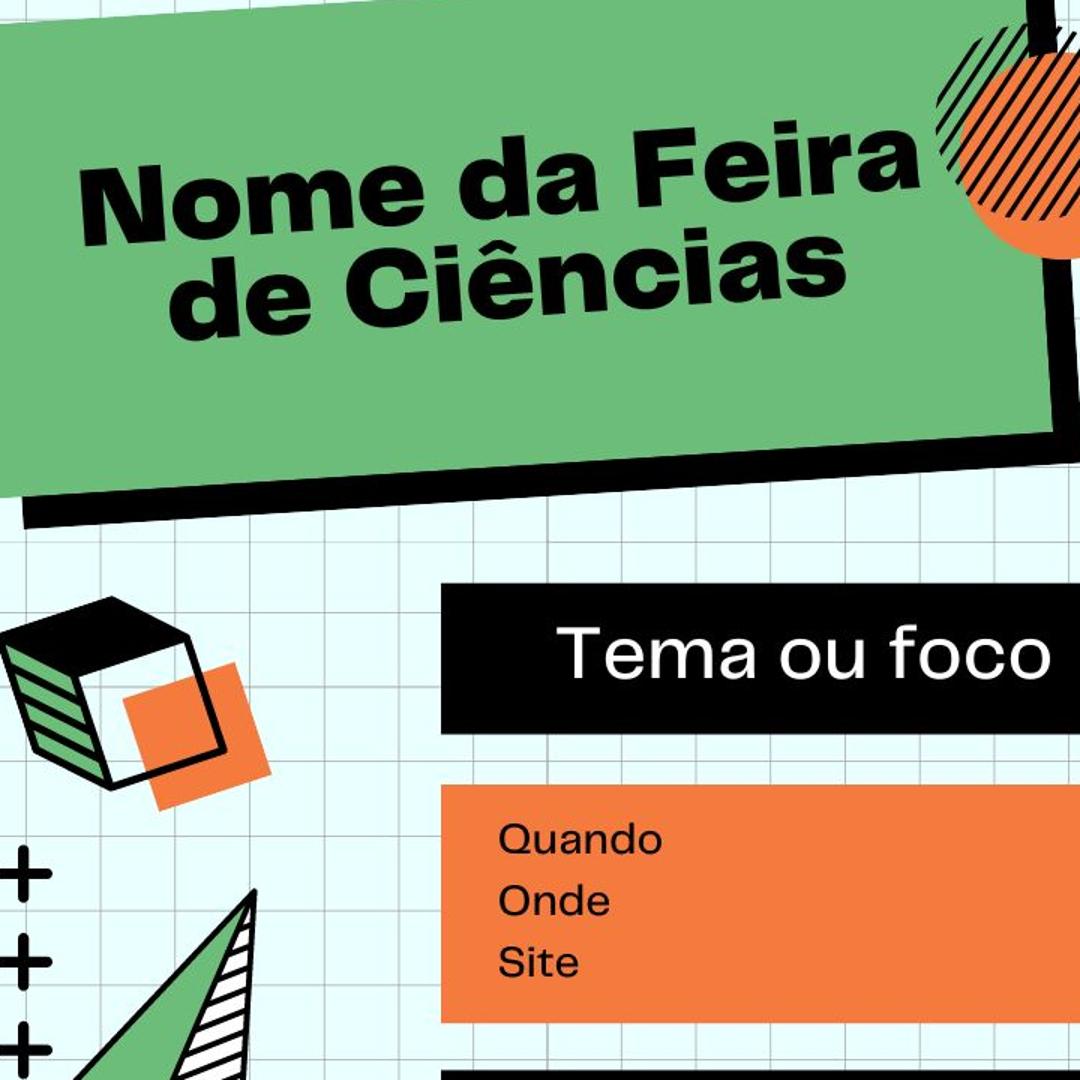 Nome da Feira
de Ciências
Tema ou foco
Quando
Onde
Site